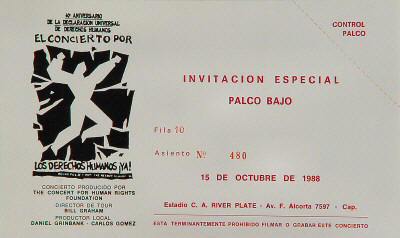 40º ANIVERSARIO
DE LA DECLARACION UNIVERSAL
DE DERECHOS HUMANOS
EL CONCIERTO POR
LOS DERECHOS HUMANOS ¡YA!
CONCIERTO PRODUCIDO POR
THE CONCERT FOR HUMAN RIGHTS
FOUNDATION
DIRECTOR DE TOUR
BILL GRAHAM
PRODUCTOR LOCAL
DANIEL GRINBANK - CARLOS GOMEZ
CONTROL
PALCO
INVITACION ESPECIAL
PALCO BAJO
Fila 10
Asiento Nº 480
15 DE OCTUBRE DE 1988
Estadio C. A. RIVER PLATE - Av. F. Alcorta 7597 - Cap.
ESTA TERMINANTEMENTE PROHIBIDO FILMAR O GRABAR ESTE CONCIERTO